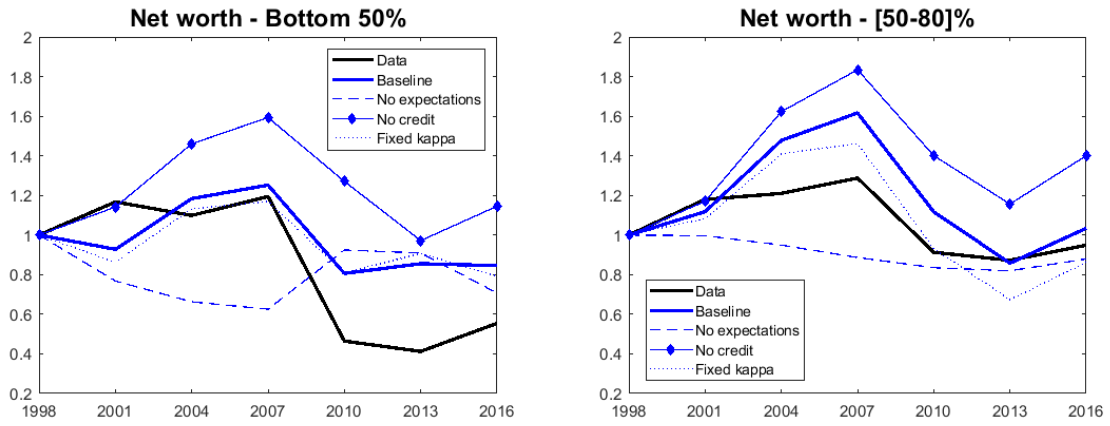 Net worth - Bottom 50%
2
1.8
1.6
1.4
1.2
1
0.8
0.6
0.4
0.2
1998 2001 2004 2007 2010 2013 2016
Data
Baseline
No expectations
No credit
Fixed kappa
Net worth - [50-80]%
2
1.8
1.6
1.4
1.2
1
0.8
0.6
0.4
0.2
1998 2001 2004 2007 2010 2013 2016
Data
Baseline
No expectations
No credit
Fixed kappa